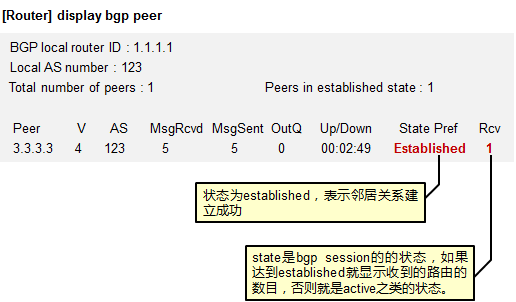 [Router] display bgp peer
BGP local router ID : 1.1.1.1
Local AS number : 123
Total number of peers : 1 Peers in established state : 1
Peer V AS MsgRcvd MsgSent OutQ Up/Down State Pref Rcv
3.3.3.3 4 123 5 5 0 00:02:49 Established 1
状态为established，表示邻居关系建
立成功
state是bgp session的的状态，如果
达到established就显示收到的路由的
数目，否则就是active之类的状态。